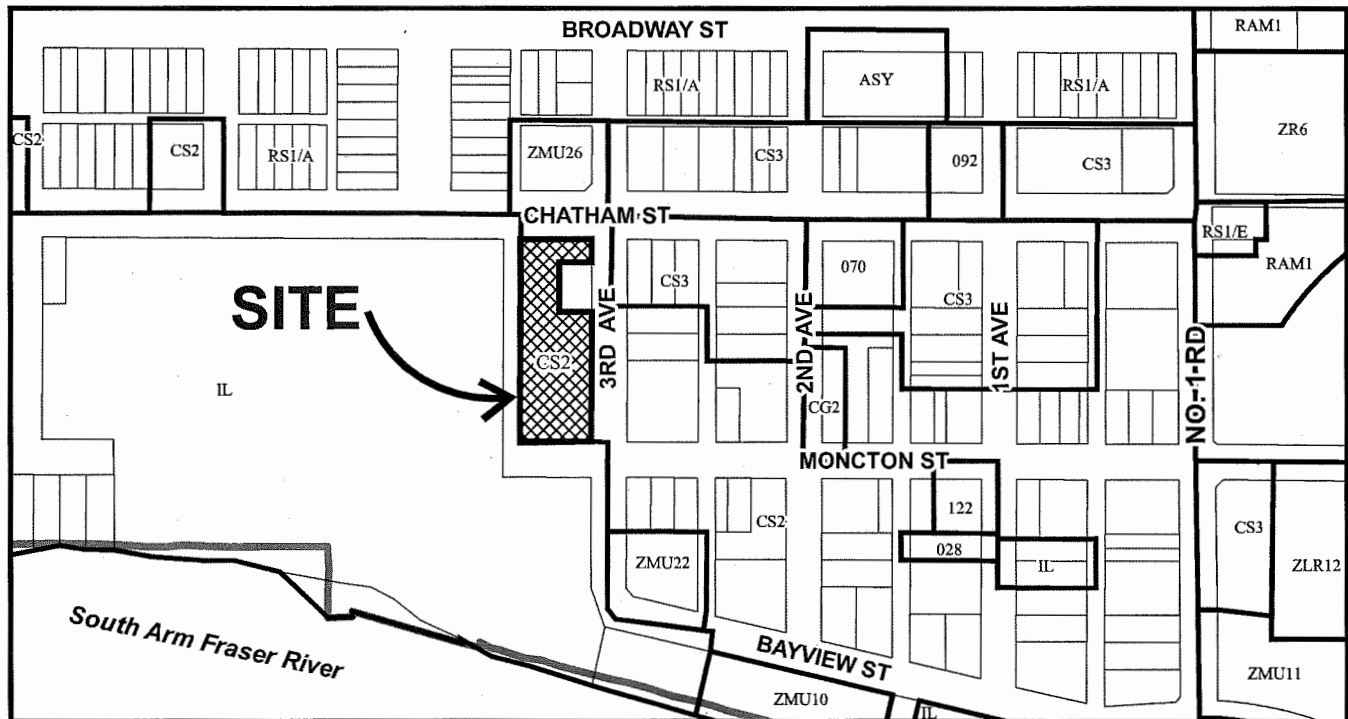 BROADWAY ST
RAM1
RS1/A
ASY
RS1/A
ZR6
CS2
CS2
RS1/A
ZMU26
CS3
092
CS3
CHATHAM ST
RS1/E
RAM1
SITE
CS3
070
CS3
3RD AVE
2ND AVE
1ST AVE
NO. 1 RD
CS2
IL
CG2
MONCTON ST
122
CS2
CS3
028
IL
ZMU22
ZLR12
South Arm Fraser River
BAYVIEW ST
ZMU10
ZMU11
IL